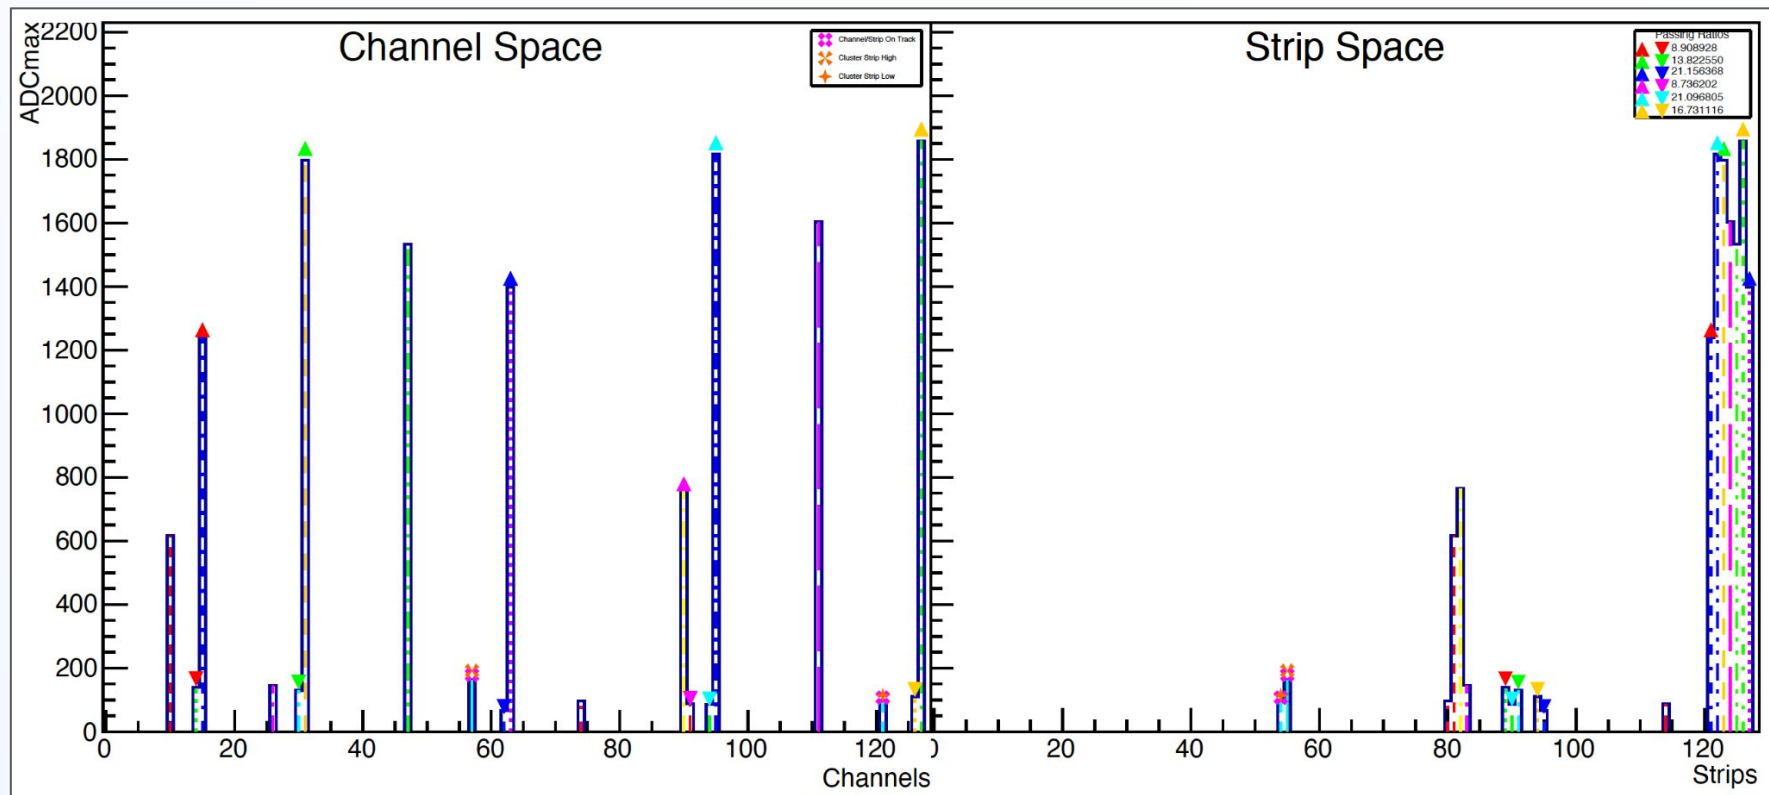 Channel Space
ADCmax
2200
2000
1800
1600
1400
1200
1000
800
600
400
200
0
0 20 40 60 80 100 120
Channels
Channel/Strip On Track
Cluster Strip High
Cluster Strip Low
Strip Space
Passing Ratios
8.908928
13.822550
21.156368
8.736202
21.096805
16.731116
0 20 40 60 80 100 120
Strips